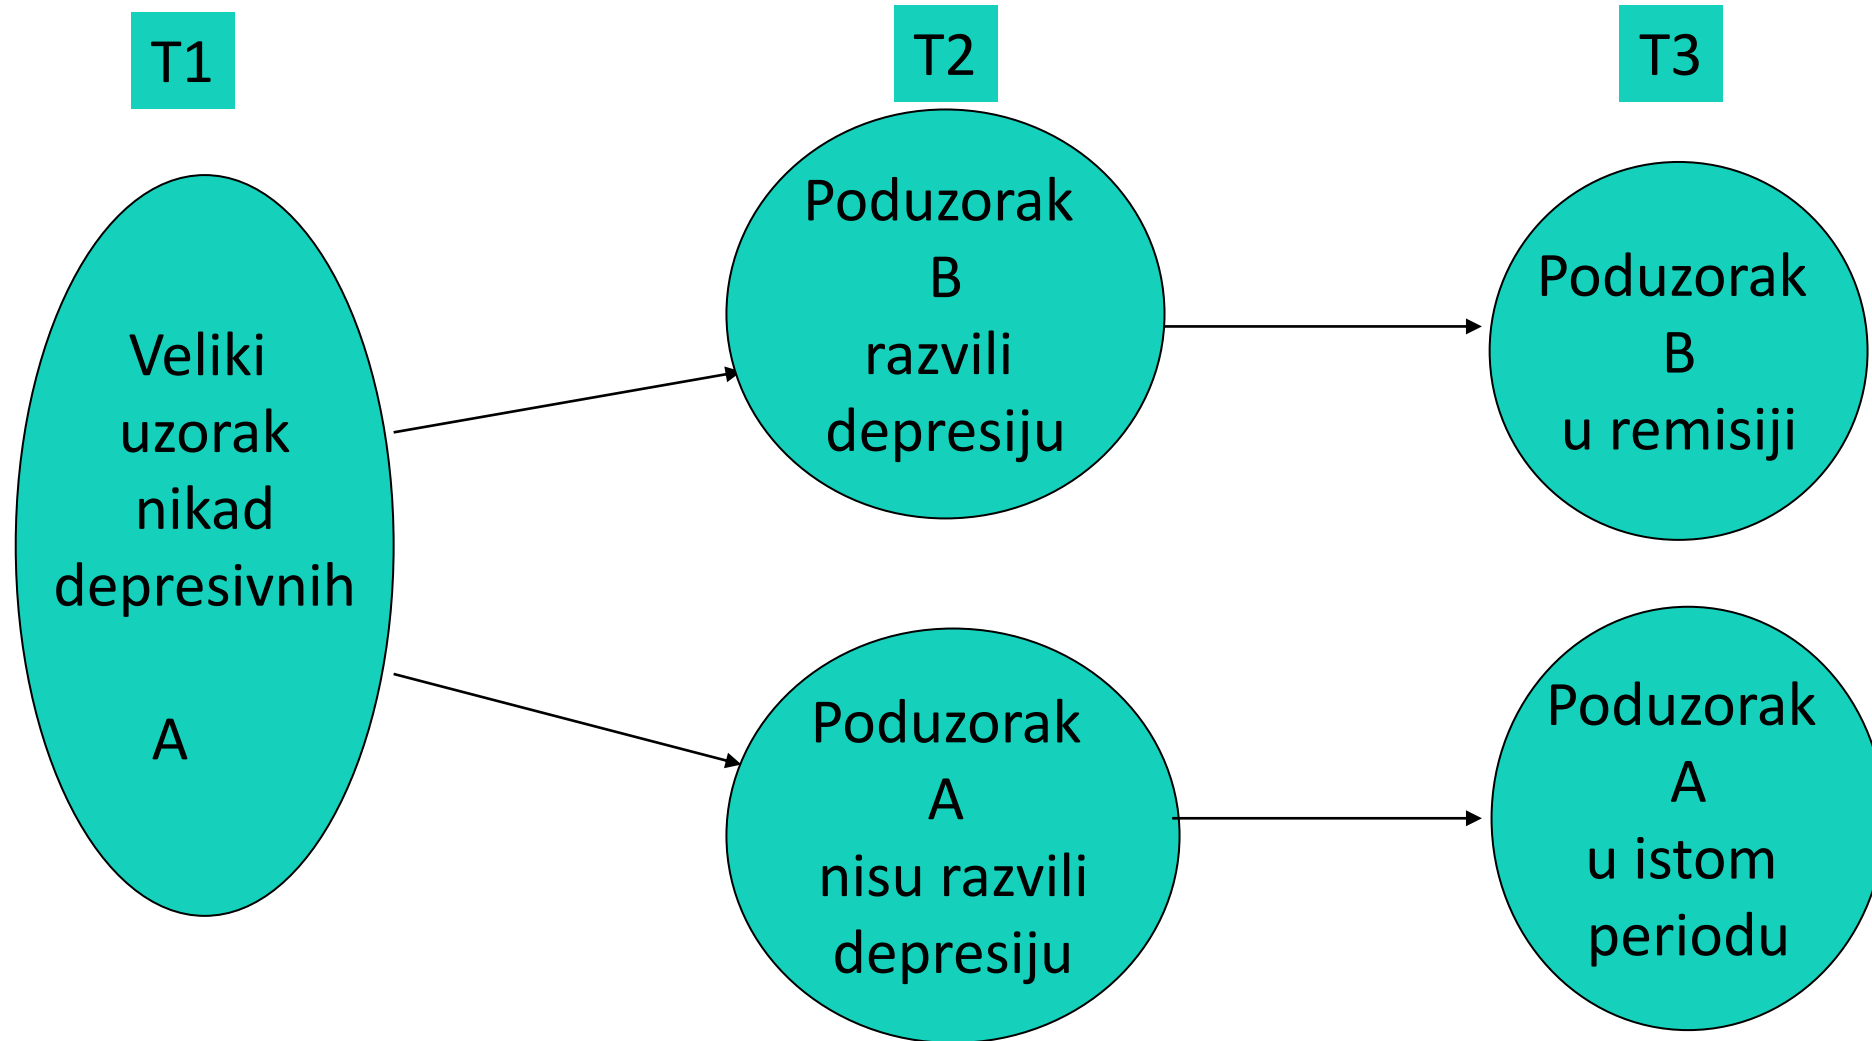 T1
T2
T3
Veliki
uzorak
nikad
depresivnih
A
Poduzorak
B
razvili
depresiju
Poduzorak
B
u remisiji
Poduzorak
A
nisu razvili
depresiju
Poduzorak
A
u istom
periodu